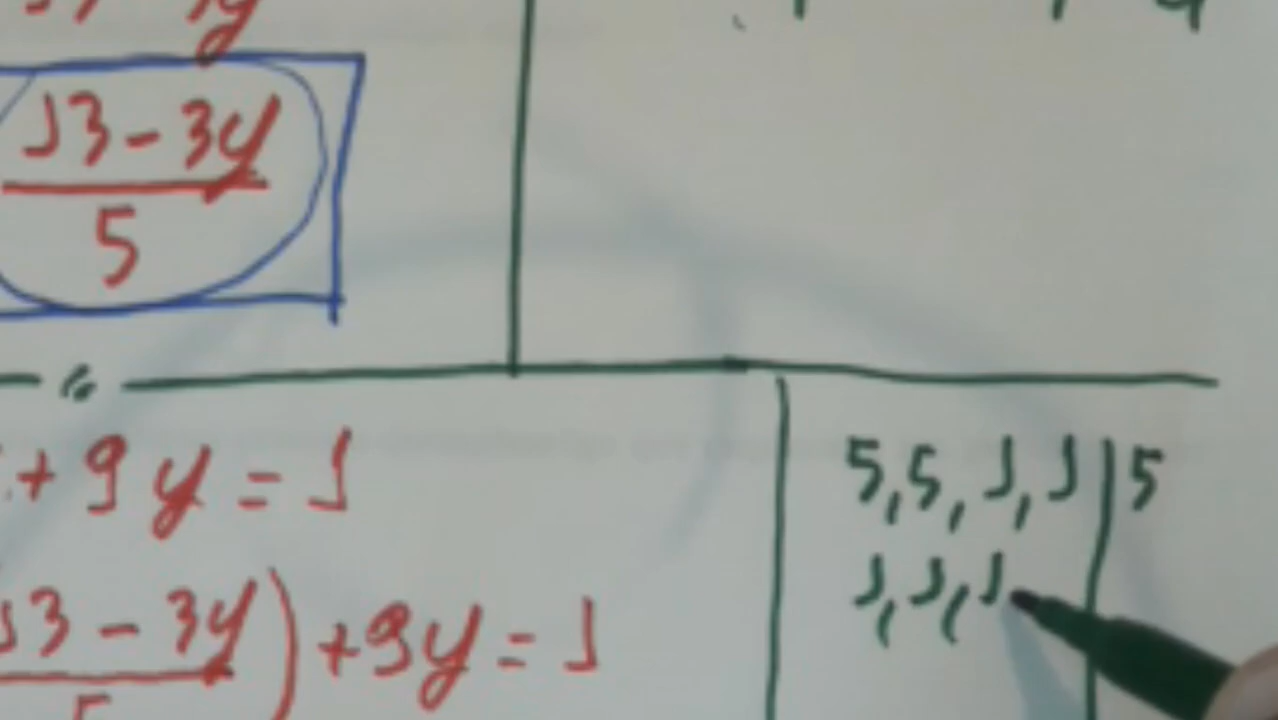 13 - 3y
5
+ 9y = 1
5, 5, 1, 1 | 5
1, 1, 1
13 - 3y) + 9y = 1